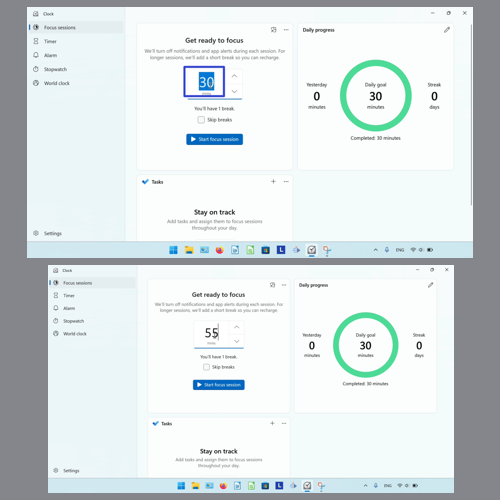 Clock
Focus sessions
Timer
Alarm
Stopwatch
World clock
Settings
Get ready to focus
We'll turn off notifications and app alerts during each session. For
longer sessions, we'll add a short break so you can recharge.
30
mins
You'll have 1 break.
Skip breaks
Start focus session
Daily progress
Yesterday
0
minutes
Daily goal
30
minutes
Streak
0
days
Completed: 30 minutes
Tasks
Stay on track
Add tasks and assign them to focus sessions
throughout your day.
ENG
Clock
Focus sessions
Timer
Alarm
Stopwatch
World clock
Settings
Get ready to focus
We'll turn off notifications and app alerts during each session. For
longer sessions, we'll add a short break so you can recharge.
55
mins
You'll have 1 break.
Skip breaks
Start focus session
Daily progress
Yesterday
0
minutes
Daily goal
30
minutes
Streak
0
days
Completed: 30 minutes
Tasks
Stay on track
Add tasks and assign them to focus sessions
throughout your day.
ENG